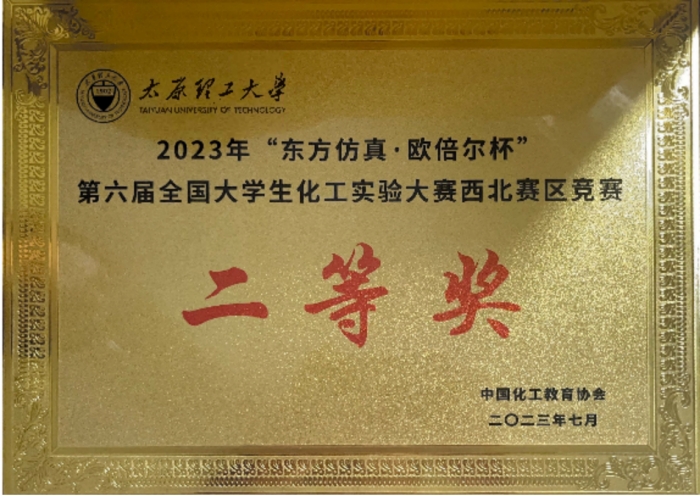 太原理工大学
TAIYUAN UNIVERSITY OF TECHNOLOGY
2023年“东方仿真·欧倍尔杯”
第六届全国大学生化工实验大赛西北赛区竞赛
二等奖
中国化工教育协会
二〇二三年七月